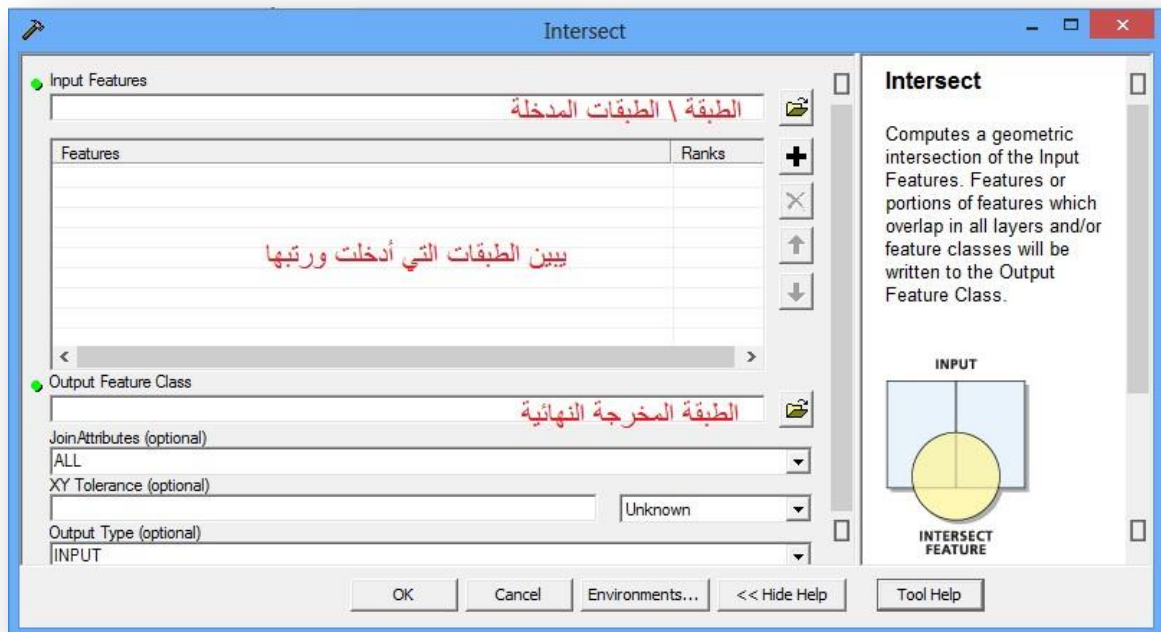 Intersect
Input Features
الطبقة \ الطبقات المدخلة
Features
Ranks
يبين الطبقات التي أدخلت ورتبها
Output Feature Class
الطبقة المخرجة النهائية
JoinAttributes (optional)
ALL
XY Tolerance (optional)
Unknown
Output Type (optional)
INPUT
OK
Cancel
Environments...
<< Hide Help
Tool Help
Intersect
Computes a geometric
intersection of the Input
Features. Features or
portions of features which
overlap in all layers and/or
feature classes will be
written to the Output
Feature Class.
INPUT
INTERSECT
FEATURE